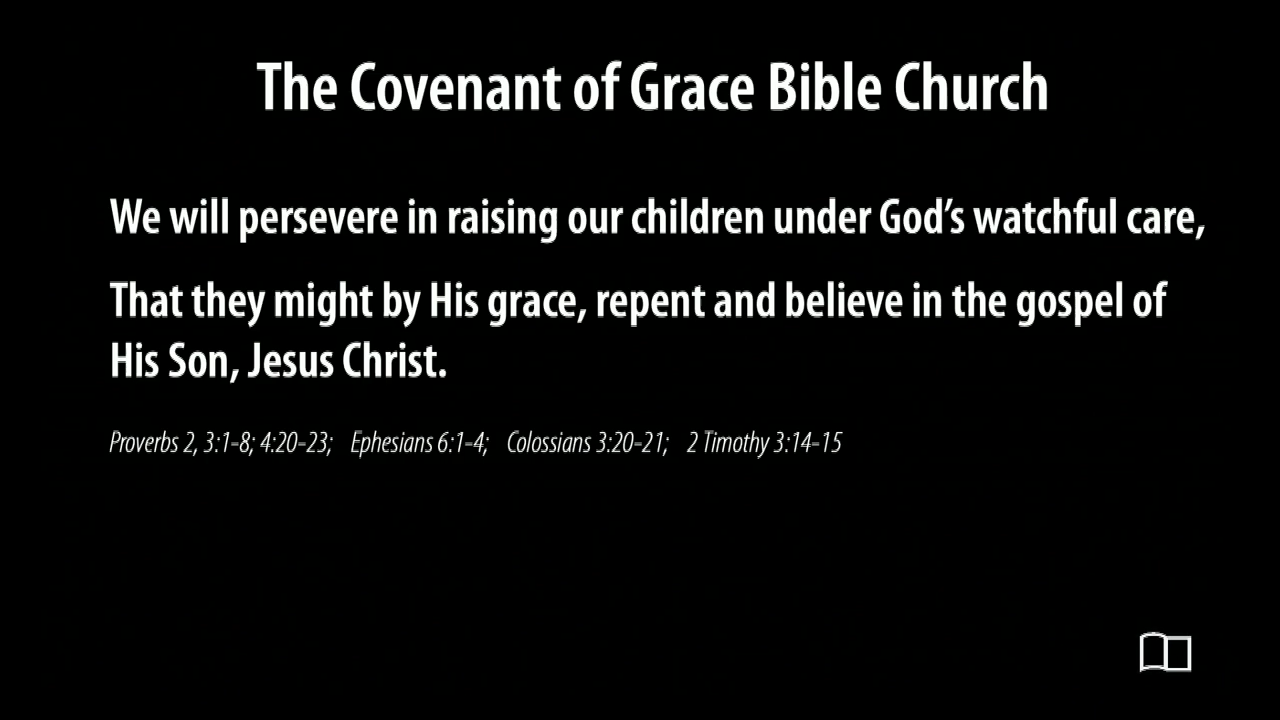 The Covenant of Grace Bible Church
We will persevere in raising our children under God’s watchful care,
That they might by His grace, repent and believe in the gospel of
His Son, Jesus Christ.
Proverbs 2, 3:1-8; 4:20-23; Ephesians 6:1-4; Colossians 3:20-21; 2 Timothy 3:14-15